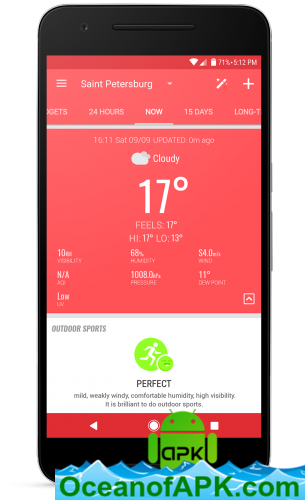 71% 5:12 PM
Saint Petersburg
DGETS 24 HOURS NOW 15 DAYS LONG-T
16:11 Sat 09/09 UPDATED: 0m ago
Cloudy
17°
FEELS: 17°
HI: 17° LO: 13°
10km 68% S4.0m/s
VISIBILITY HUMIDITY WIND
N/A 1008.0hPa 11°
AQI PRESSURE DEW POINT
Low
UV
OUTDOOR SPORTS
PERFECT
mild, weakly windy, comfortable humidity, high visibility.
It is brilliant to do outdoor sports.
apk
OceanofAPK.com